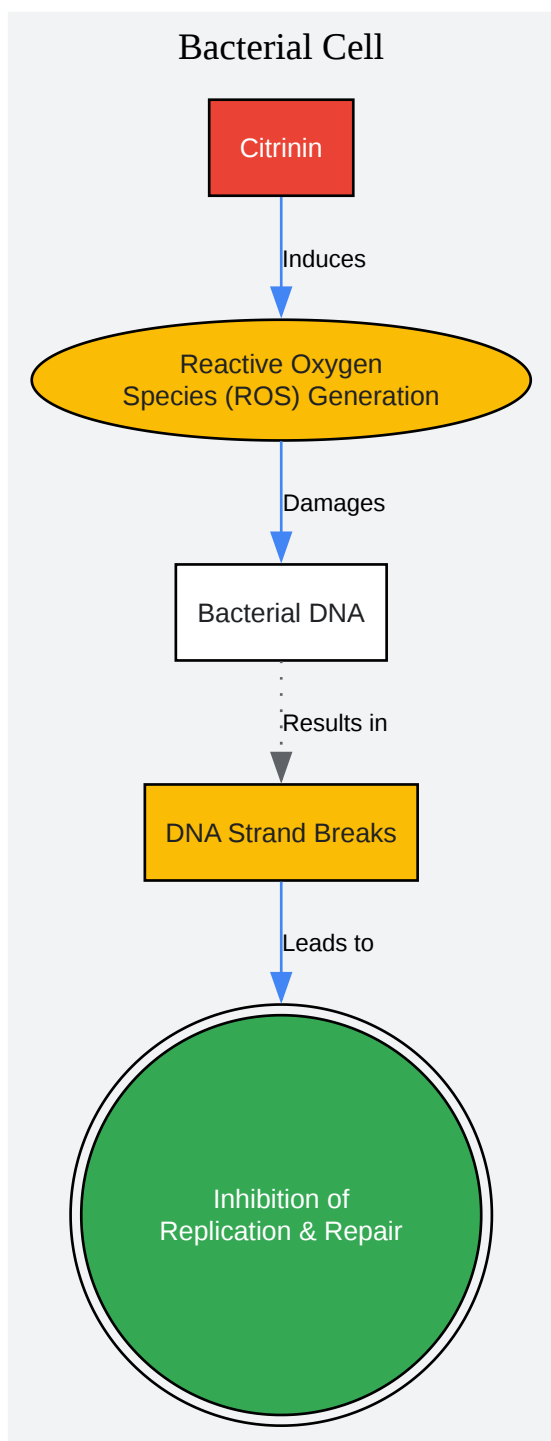 Bacterial Cell
Citrinin
Induces
Reactive Oxygen
Species (ROS) Generation
Damages
Bacterial DNA
Results in
DNA Strand Breaks
Leads to
Inhibition of
Replication & Repair